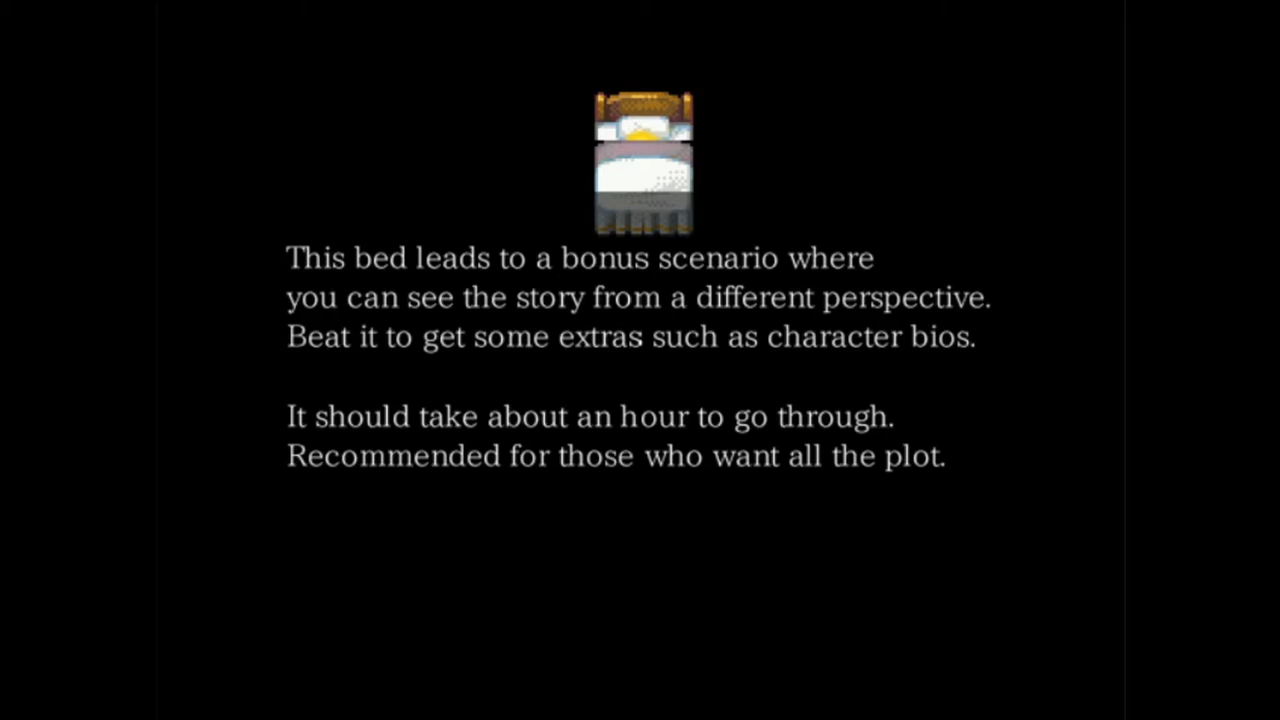 This bed leads to a bonus scenario where
you can see the story from a different perspective.
Beat it to get some extras such as character bios.
It should take about an hour to go through.
Recommended for those who want all the plot.